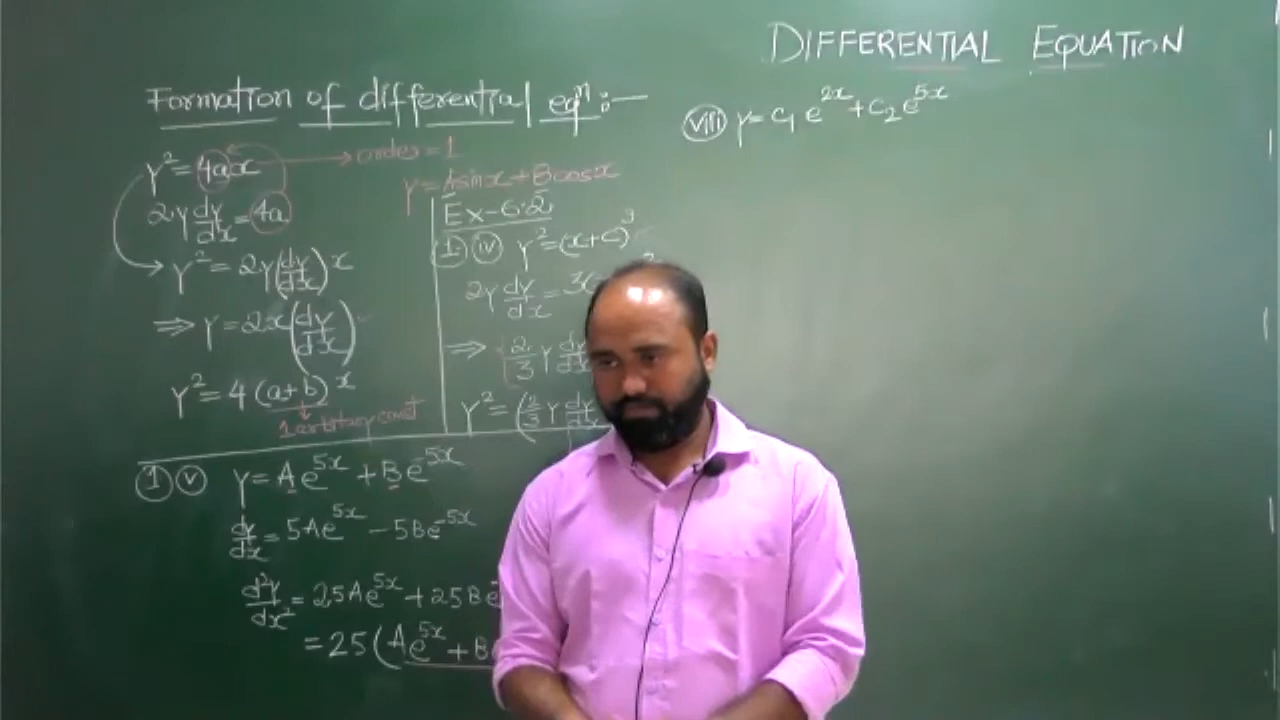 DIFFERENTIAL EQUATION
Formation of differential eqⁿ :—
y² = 4ax → order = 1
2y dy/dx = 4a
y² = 2y(dy/dx)x
⇒ y = 2x(dy/dx)
y² = 4(a+b)x
1 arbitrary const
y = Asinx + Bcosx
Ex-6.2
(1) (iv) y² = (x+c)³
2y dy/dx = 3(
⇒ 2/3 y dy/dx
y² = (2/3 y dy/dx
(1) (v) y = Ae^5x + Be^-5x
dy/dx = 5Ae^5x - 5Be^-5x
d²y/dx² = 25Ae^5x + 25Be
= 25(Ae^5x + B
(viii) y = c₁e^2x + c₂e^5x